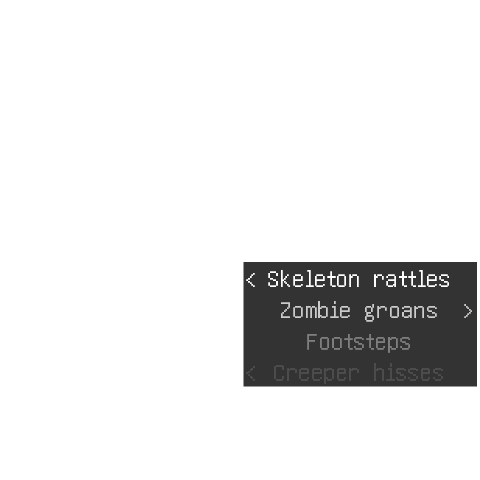 < Skeleton rattles
Zombie groans >
Footsteps
< Creeper hisses